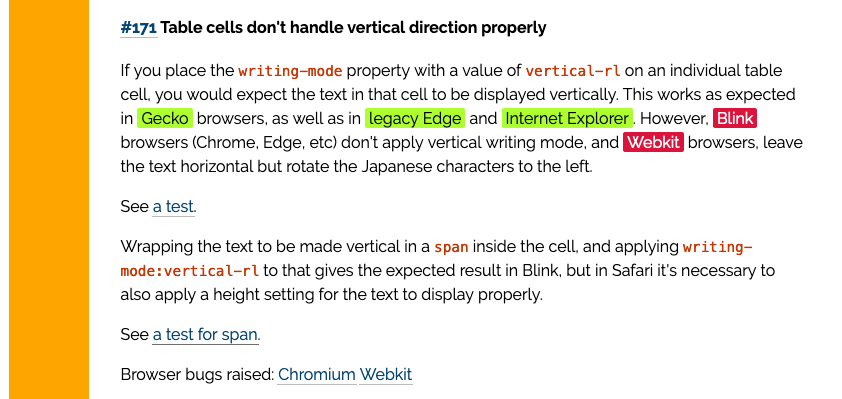 #171 Table cells don't handle vertical direction properly
If you place the writing-mode property with a value of vertical-rl on an individual table
cell, you would expect the text in that cell to be displayed vertically. This works as expected
in Gecko browsers, as well as in legacy Edge and Internet Explorer. However, Blink
browsers (Chrome, Edge, etc) don't apply vertical writing mode, and Webkit browsers, leave
the text horizontal but rotate the Japanese characters to the left.
See a test.
Wrapping the text to be made vertical in a span inside the cell, and applying writing-
mode:vertical-rl to that gives the expected result in Blink, but in Safari it's necessary to
also apply a height setting for the text to display properly.
See a test for span.
Browser bugs raised: Chromium Webkit